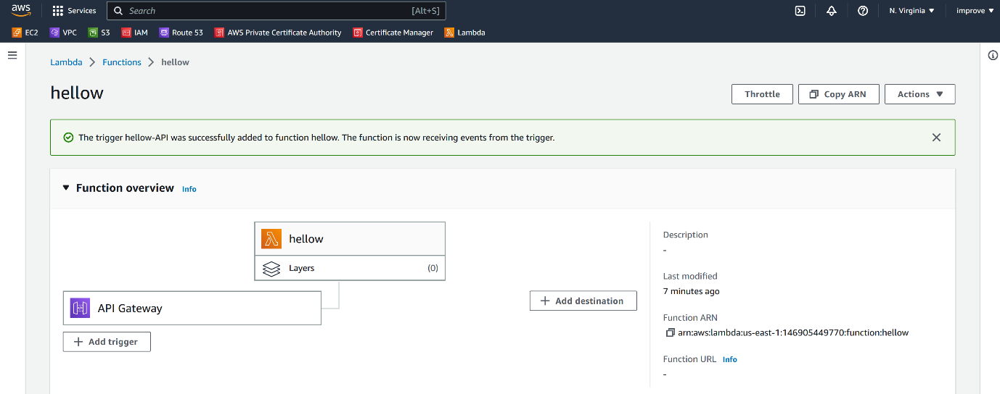 aws Services Search [Alt+S] N. Virginia improve
EC2 VPC S3 IAM Route 53 AWS Private Certificate Authority Certificate Manager Lambda
Lambda Functions hellow
hellow
Throttle Copy ARN Actions
The trigger hellow-API was successfully added to function hellow. The function is now receiving events from the trigger.
Function overview Info
hellow
Layers (0)
API Gateway
Add trigger
Add destination
Description
-
Last modified
7 minutes ago
Function ARN
arn:aws:lambda:us-east-1:146905449770:function:hellow
Function URL Info
-